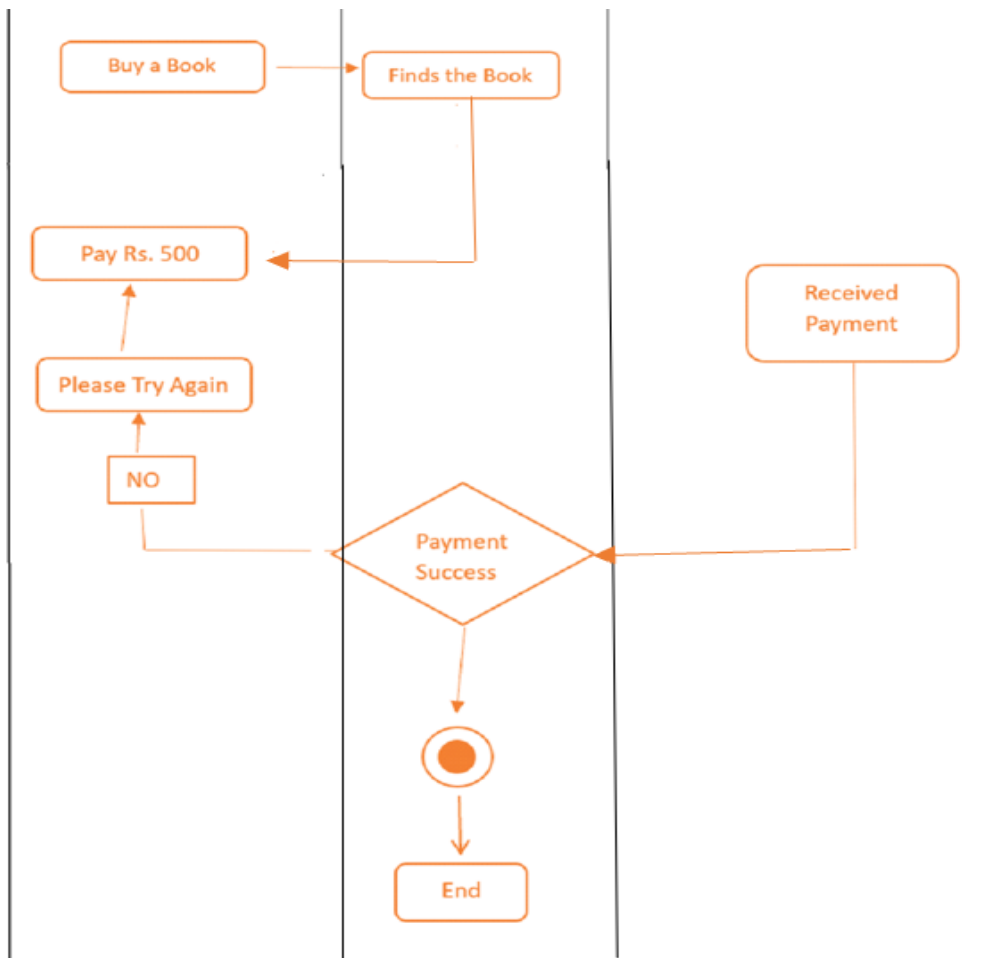 Buy a Book
Finds the Book
Pay Rs. 500
Received
Payment
Please Try Again
NO
Payment
Success
End